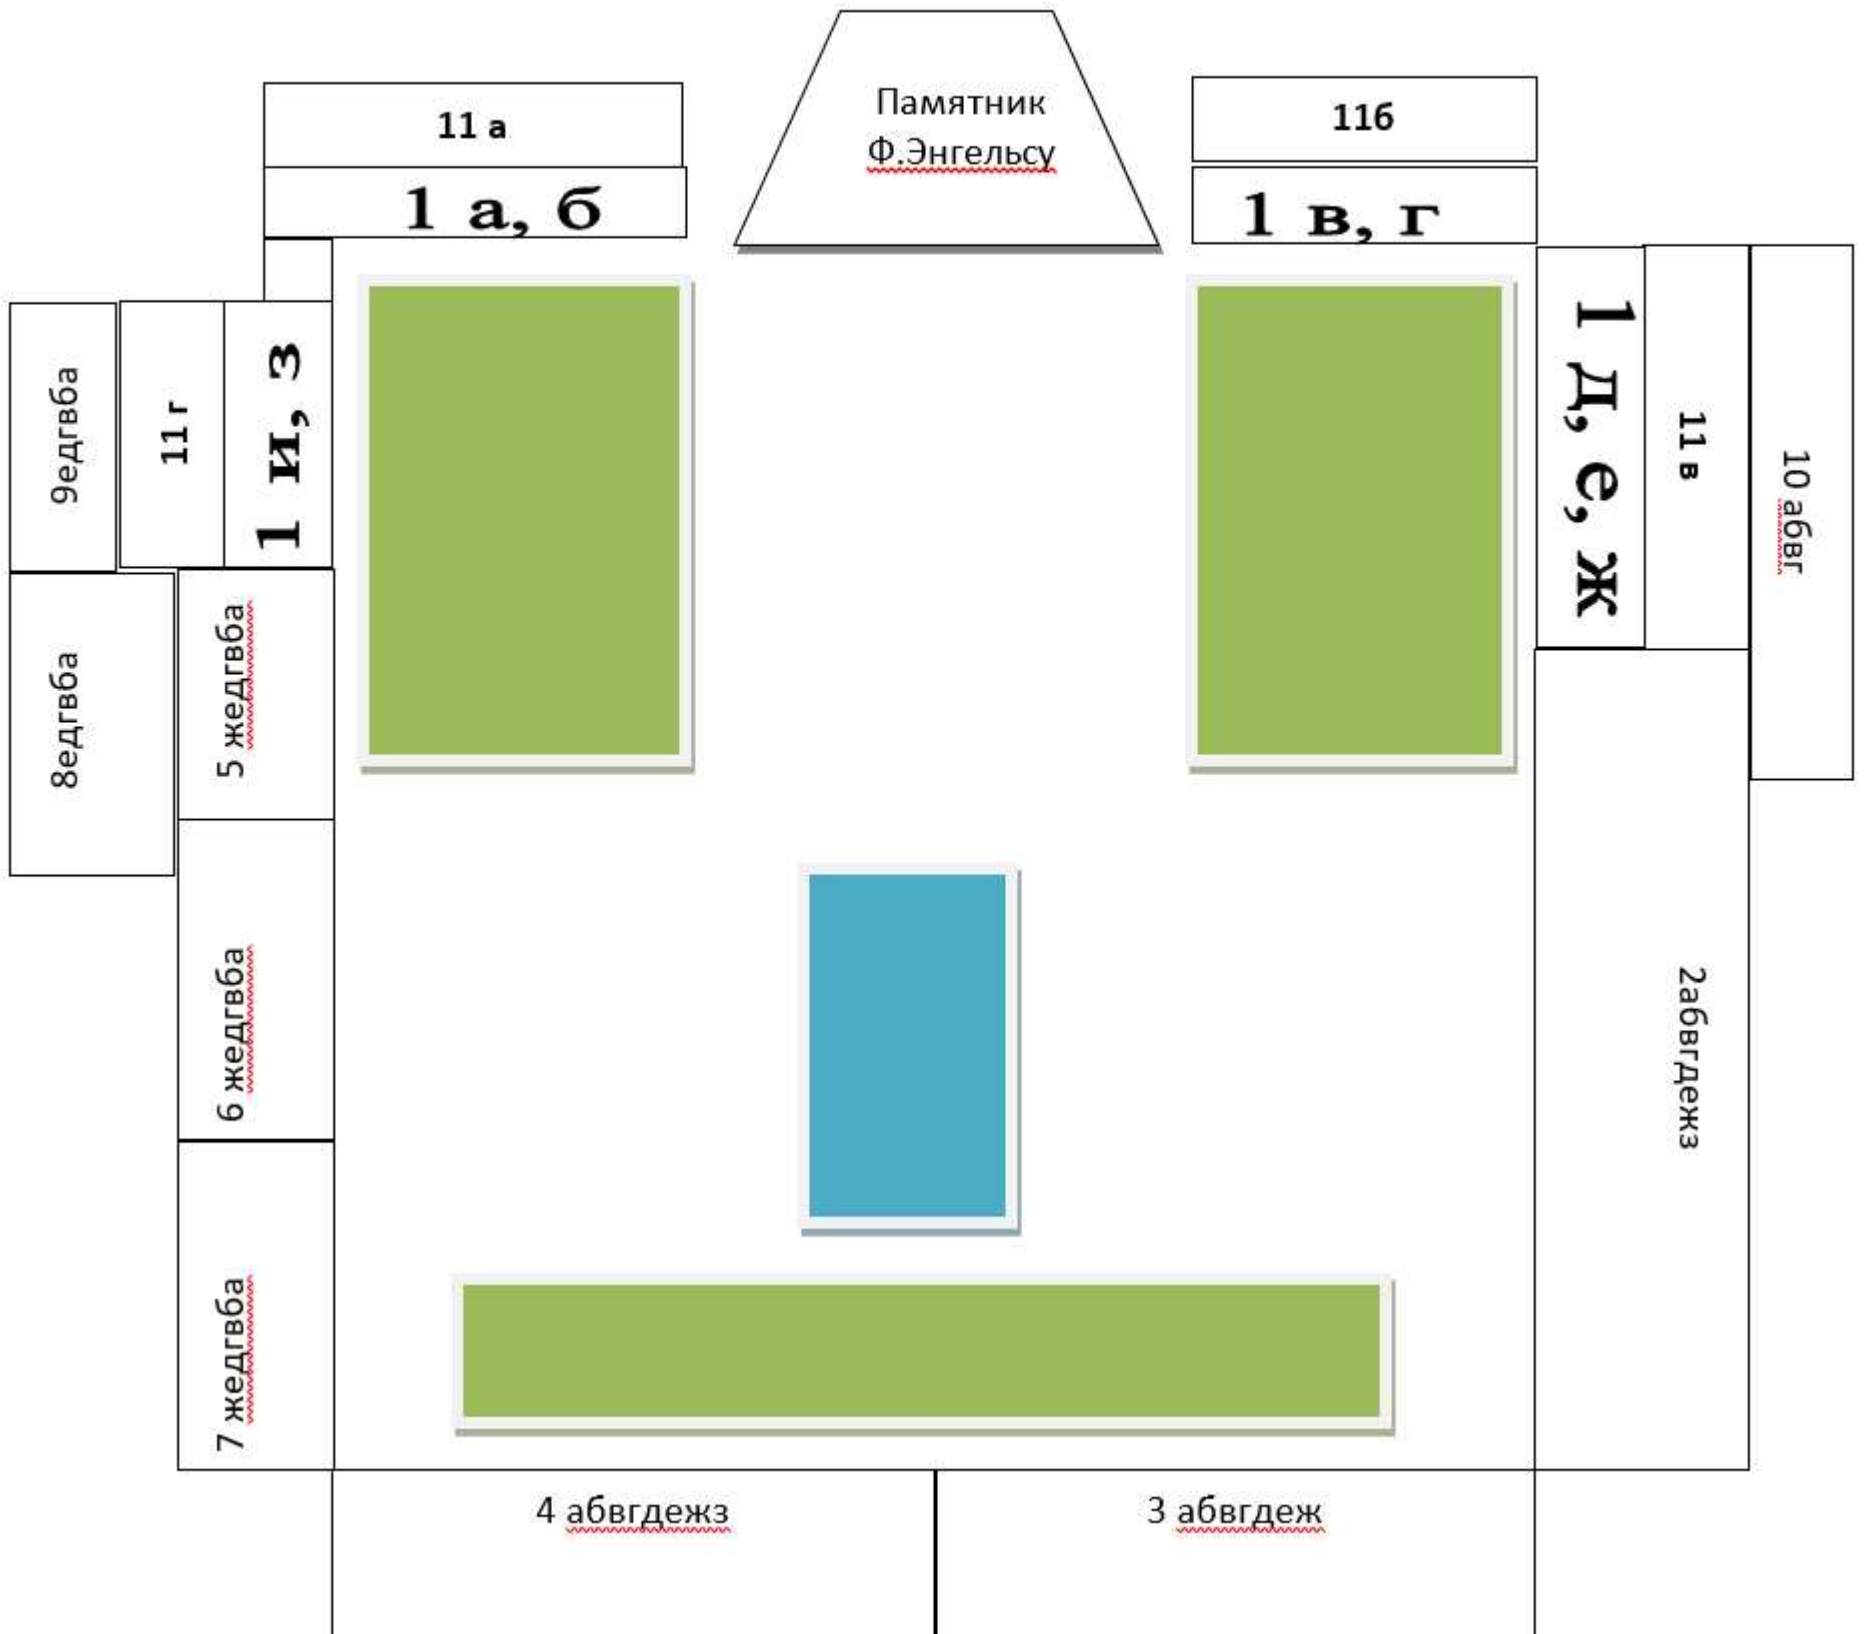 Памятник
Ф.Энгельсу
11 а
11б
1 а, б
1 в, г
9едгвба
11 г
1 и, з
1 д, е, ж
11 в
10 абвг
8едгвба
5 жедгвба
6 жедгвба
2абвгдежз
7 жедгвба
4 абвгдежз
3 абвгдеж